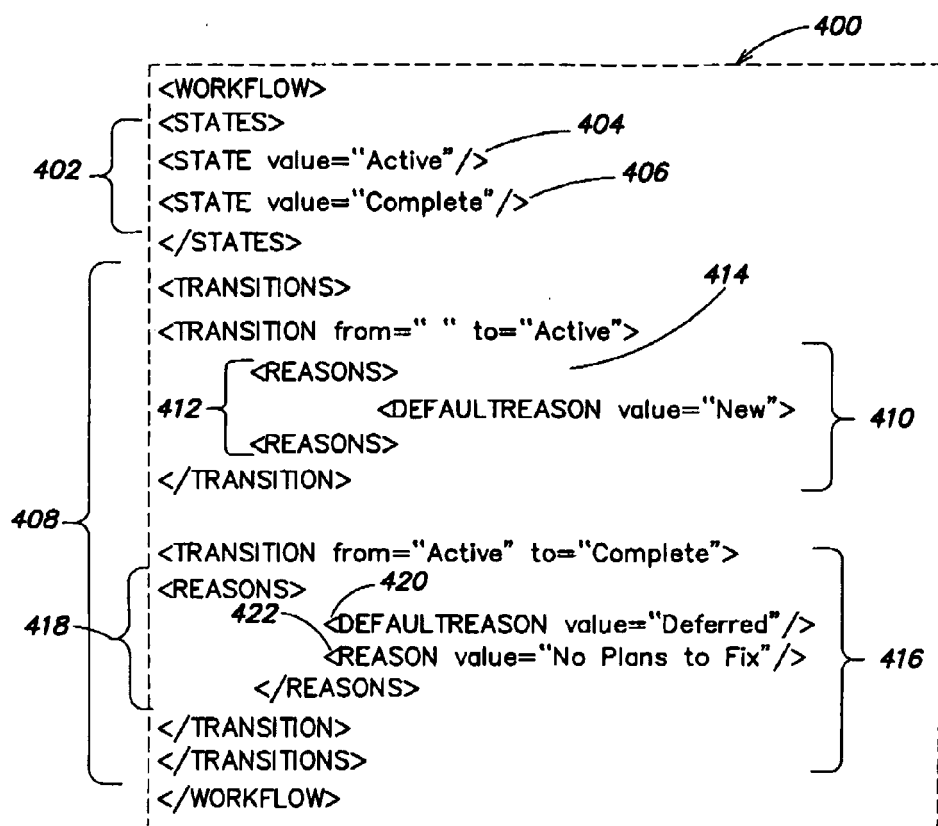 400
<WORKFLOW>
<STATES>
404
402
<STATE value="Active"/>
406
<STATE value="Complete"/>
</STATES>
414
<TRANSITIONS>
<TRANSITION from=" " to="Active">
<REASONS>
412
<DEFAULTREASON value="New">
410
<REASONS>
</TRANSITION>
408
<TRANSITION from="Active" to="Complete">
<REASONS>
420
422
418
<DEFAULTREASON value="Deferred"/>
<REASON value="No Plans to Fix"/>
416
</REASONS>
</TRANSITION>
</TRANSITIONS>
</WORKFLOW>